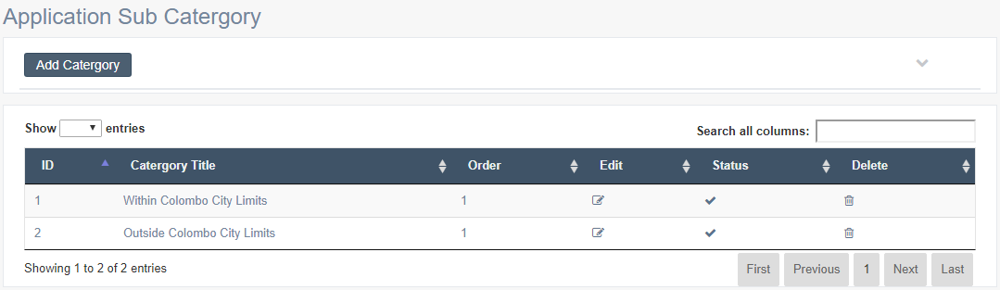 Application Sub Catergory
Add Catergory
Show entries
Search all columns:
ID Catergory Title Order Edit Status Delete
1 Within Colombo City Limits 1
2 Outside Colombo City Limits 1
Showing 1 to 2 of 2 entries
First Previous 1 Next Last